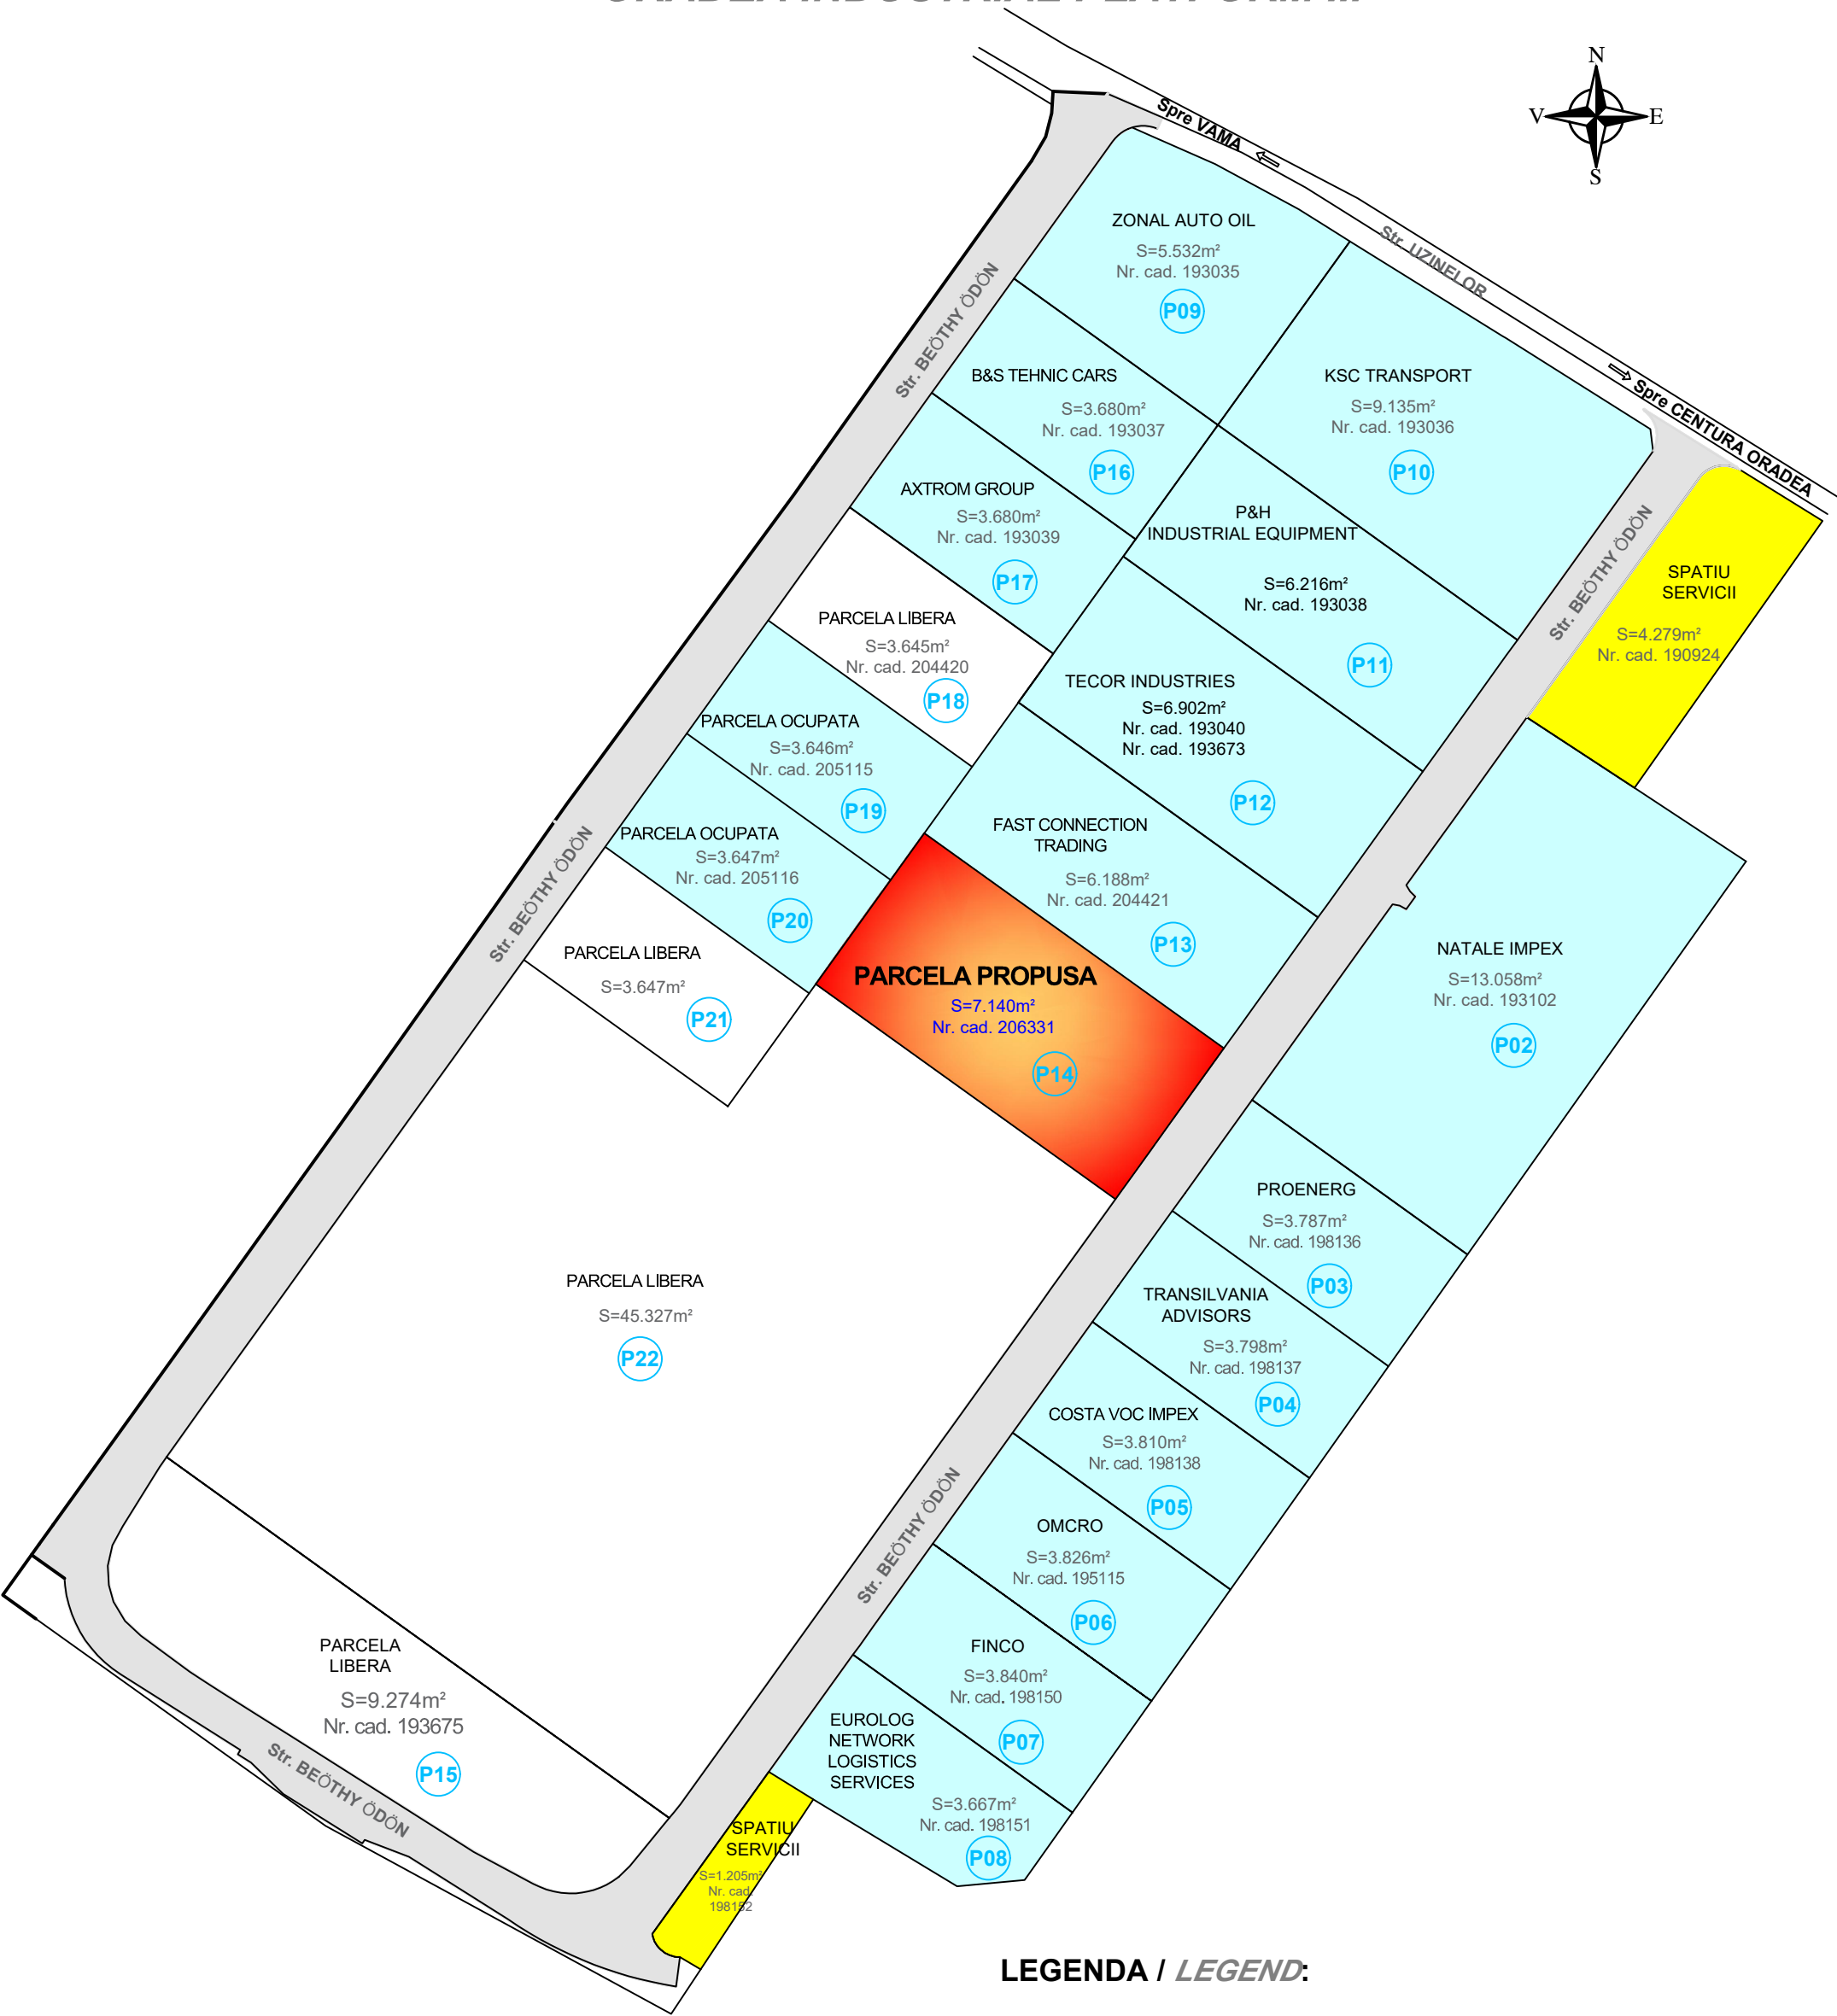 N
V E
S
Spre VAMA
Str. UZINELOR
Spre CENTURA ORADEA
ZONAL AUTO OIL
S=5.532m²
Nr. cad. 193035
P09
Str. BEÖTHY ÖDÖN
B&S TEHNIC CARS
S=3.680m²
Nr. cad. 193037
P16
KSC TRANSPORT
S=9.135m²
Nr. cad. 193036
P10
AXTROM GROUP
S=3.680m²
Nr. cad. 193039
P17
P&H
INDUSTRIAL EQUIPMENT
S=6.216m²
Nr. cad. 193038
P11
Str. BEÖTHY ÖDÖN
SPATIU
SERVICII
S=4.279m²
Nr. cad. 190924
PARCELA LIBERA
S=3.645m²
Nr. cad. 204420
P18
TECOR INDUSTRIES
S=6.902m²
Nr. cad. 193040
Nr. cad. 193673
P12
PARCELA OCUPATA
S=3.646m²
Nr. cad. 205115
P19
FAST CONNECTION
TRADING
S=6.188m²
Nr. cad. 204421
P13
Str. BEÖTHY ÖDÖN
PARCELA OCUPATA
S=3.647m²
Nr. cad. 205116
P20
PARCELA LIBERA
S=3.647m²
P21
PARCELA PROPUSA
S=7.140m²
Nr. cad. 206331
P14
NATALE IMPEX
S=13.058m²
Nr. cad. 193102
P02
PROENERG
S=3.787m²
Nr. cad. 198136
P03
PARCELA LIBERA
S=45.327m²
P22
TRANSILVANIA
ADVISORS
S=3.798m²
Nr. cad. 198137
P04
COSTA VOC IMPEX
S=3.810m²
Nr. cad. 198138
P05
Str. BEÖTHY ÖDÖN
OMCRO
S=3.826m²
Nr. cad. 195115
P06
FINCO
S=3.840m²
Nr. cad. 198150
P07
PARCELA
LIBERA
S=9.274m²
Nr. cad. 193675
P15
Str. BEÖTHY ÖDÖN
EUROLOG
NETWORK
LOGISTICS
SERVICES
S=3.667m²
Nr. cad. 198151
P08
SPATIU
SERVICII
S=1.205m²
Nr. cad.
198152
LEGENDA / LEGEND: